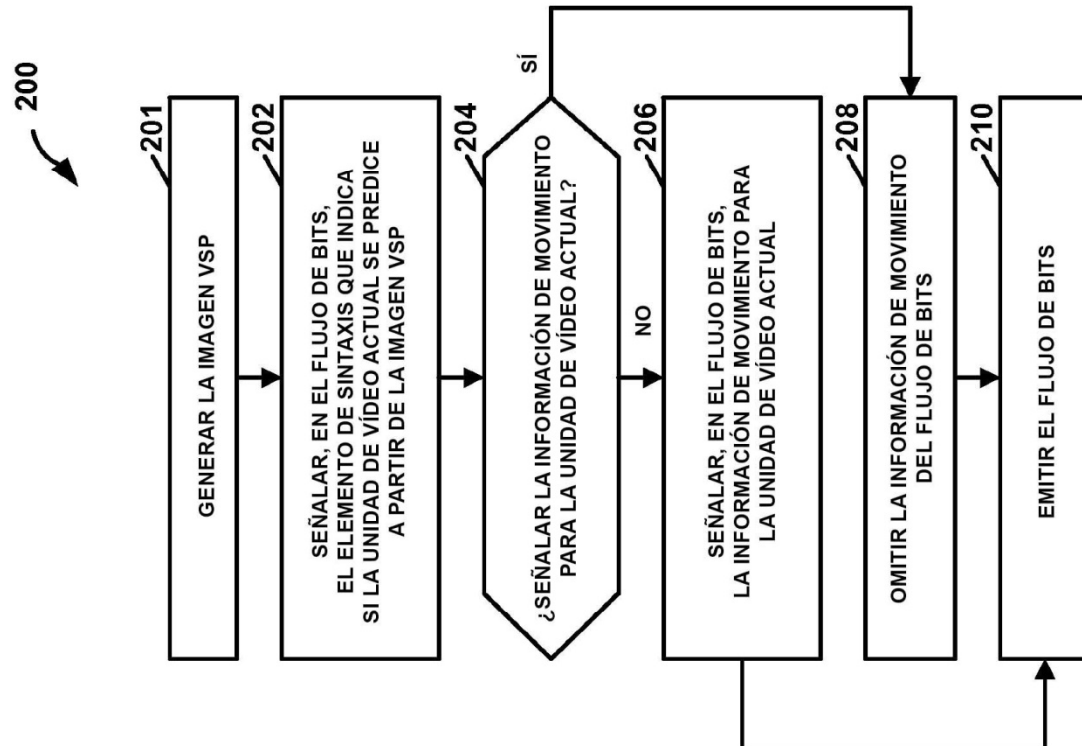 200
201
GENERAR LA IMAGEN VSP
202
SEÑALAR, EN EL FLUJO DE BITS,
EL ELEMENTO DE SINTAXIS QUE INDICA
SI LA UNIDAD DE VÍDEO ACTUAL SE PREDICE
A PARTIR DE LA IMAGEN VSP
204
¿SEÑALAR LA INFORMACIÓN DE MOVIMIENTO
PARA LA UNIDAD DE VÍDEO ACTUAL?
SÍ
NO
206
SEÑALAR, EN EL FLUJO DE BITS,
LA INFORMACIÓN DE MOVIMIENTO PARA
LA UNIDAD DE VÍDEO ACTUAL
208
OMITIR LA INFORMACIÓN DE MOVIMIENTO
DEL FLUJO DE BITS
210
EMITIR EL FLUJO DE BITS